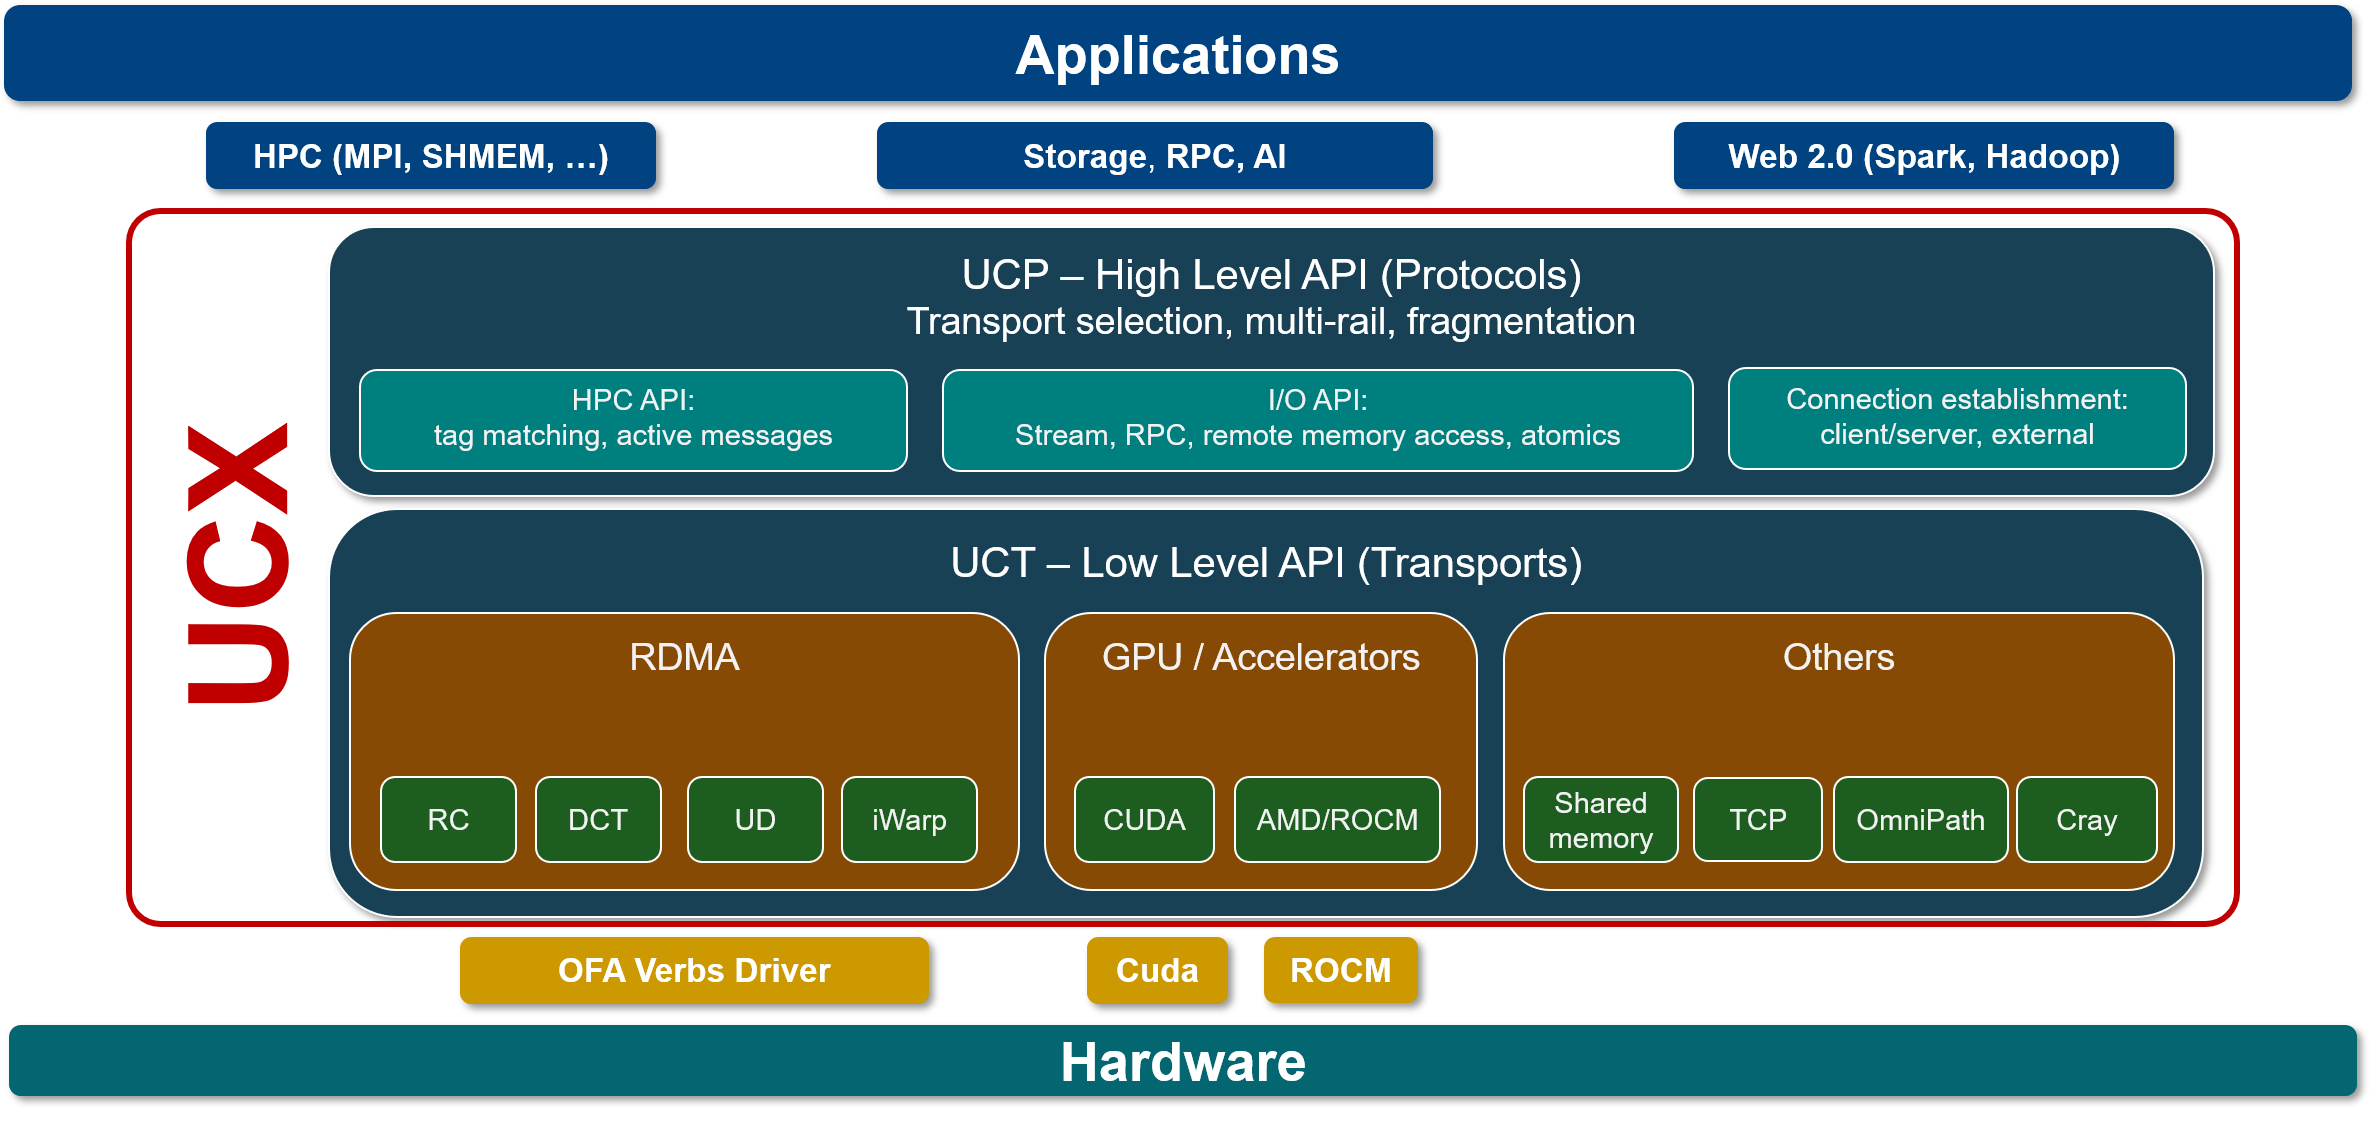 Applications
HPC (MPI, SHMEM, …)
Storage, RPC, AI
Web 2.0 (Spark, Hadoop)
UCX
UCP – High Level API (Protocols)
Transport selection, multi-rail, fragmentation
HPC API:
tag matching, active messages
I/O API:
Stream, RPC, remote memory access, atomics
Connection establishment:
client/server, external
UCT – Low Level API (Transports)
RDMA
RC
DCT
UD
iWarp
GPU / Accelerators
CUDA
AMD/ROCM
Others
Shared
memory
TCP
OmniPath
Cray
OFA Verbs Driver
Cuda
ROCM
Hardware